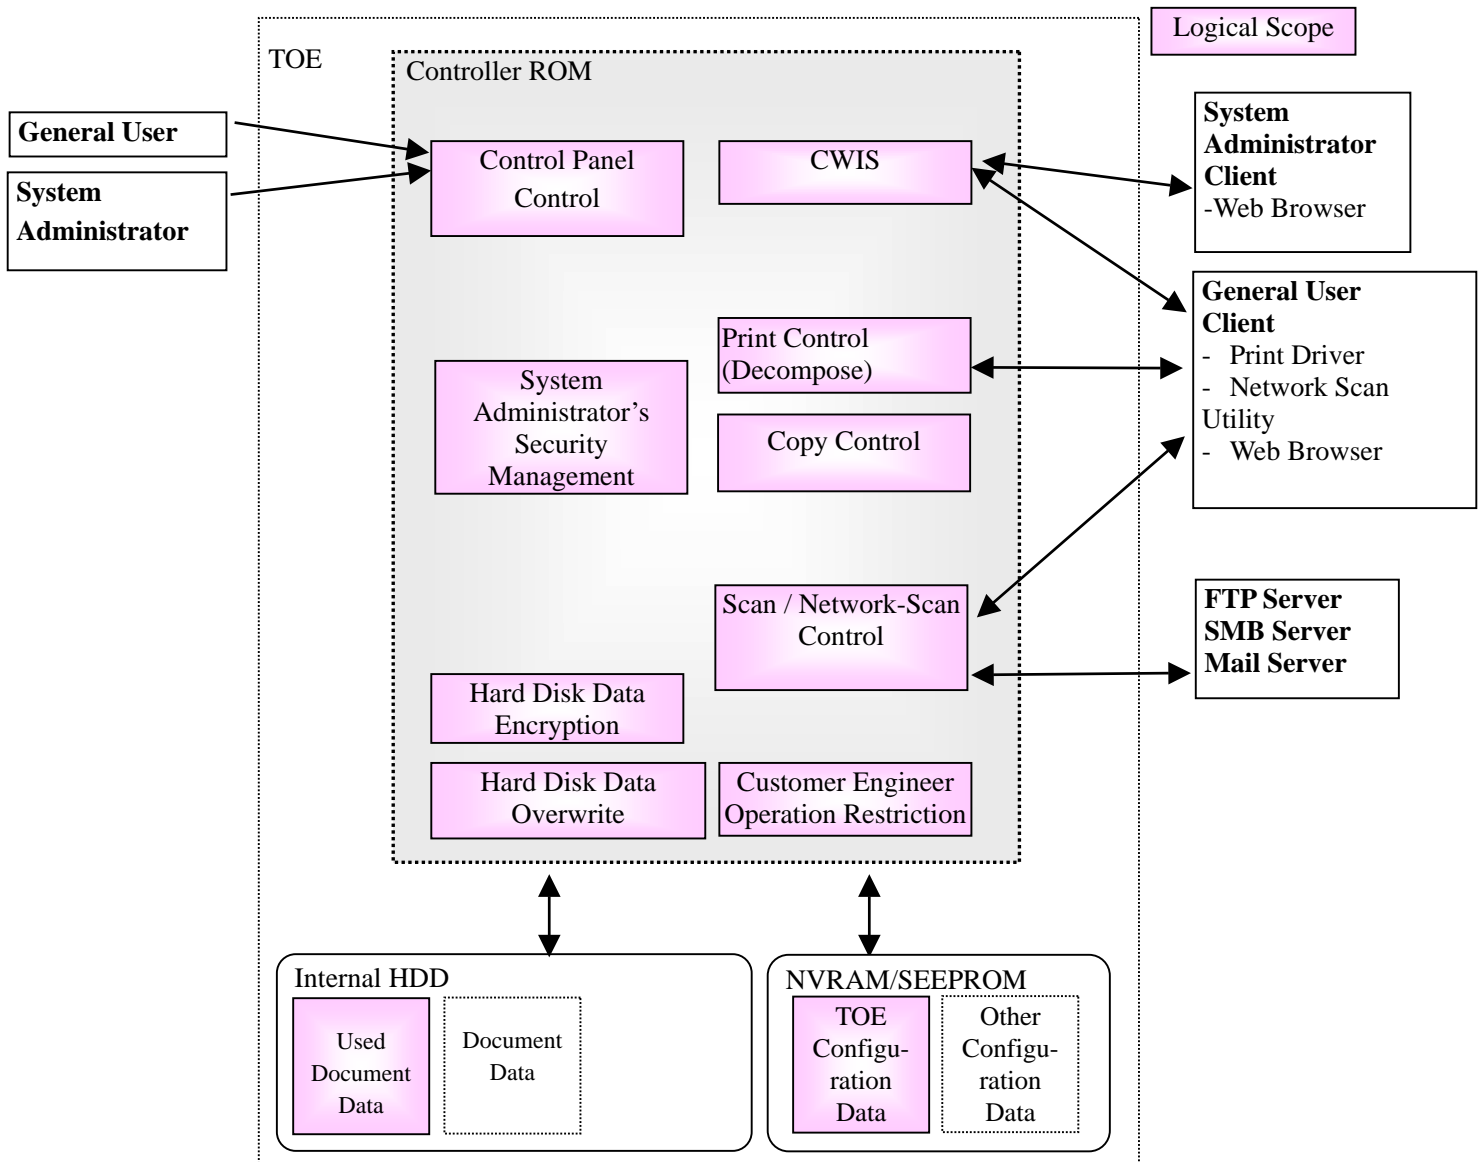 TOE
Logical Scope
Controller ROM
General User
System
Administrator
Control Panel
Control
CWIS
System
Administrator
Client
-Web Browser
General User
Client
- Print Driver
- Network Scan
Utility
- Web Browser
Print Control
(Decompose)
System
Administrator’s
Security
Management
Copy Control
Scan / Network-Scan
Control
FTP Server
SMB Server
Mail Server
Hard Disk Data
Encryption
Hard Disk Data
Overwrite
Customer Engineer
Operation Restriction
Internal HDD
Used
Document
Data
Document
Data
NVRAM/SEEPROM
TOE
Configu-
ration
Data
Other
Configu-
ration
Data